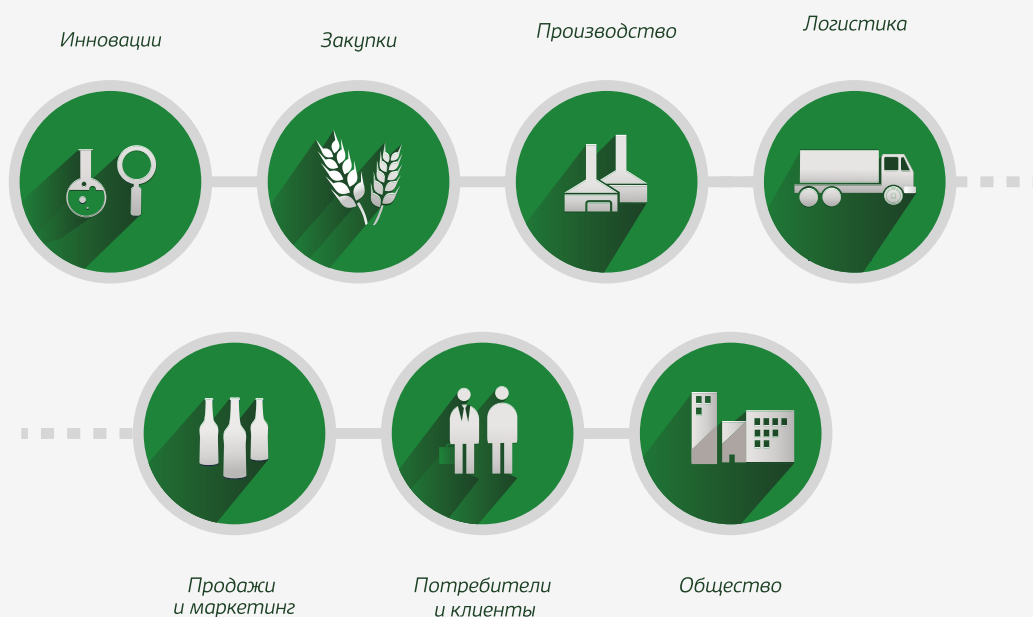 Инновации
Закупки
Производство
Логистика
Продажи
и маркетинг
Потребители
и клиенты
Общество